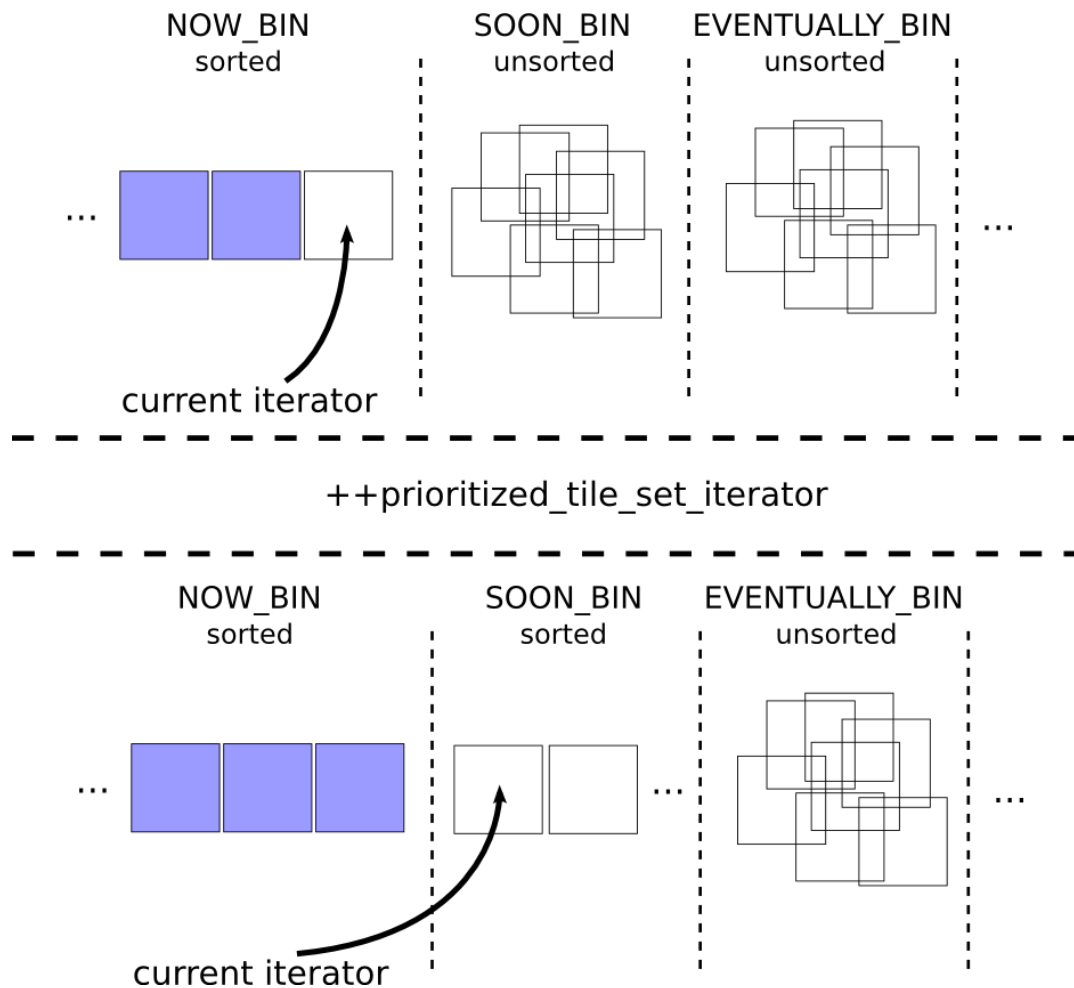 NOW_BIN SOON_BIN EVENTUALLY_BIN
sorted unsorted unsorted
... ...
current iterator
++prioritized_tile_set_iterator
NOW_BIN SOON_BIN EVENTUALLY_BIN
sorted sorted unsorted
... ... ...
current iterator